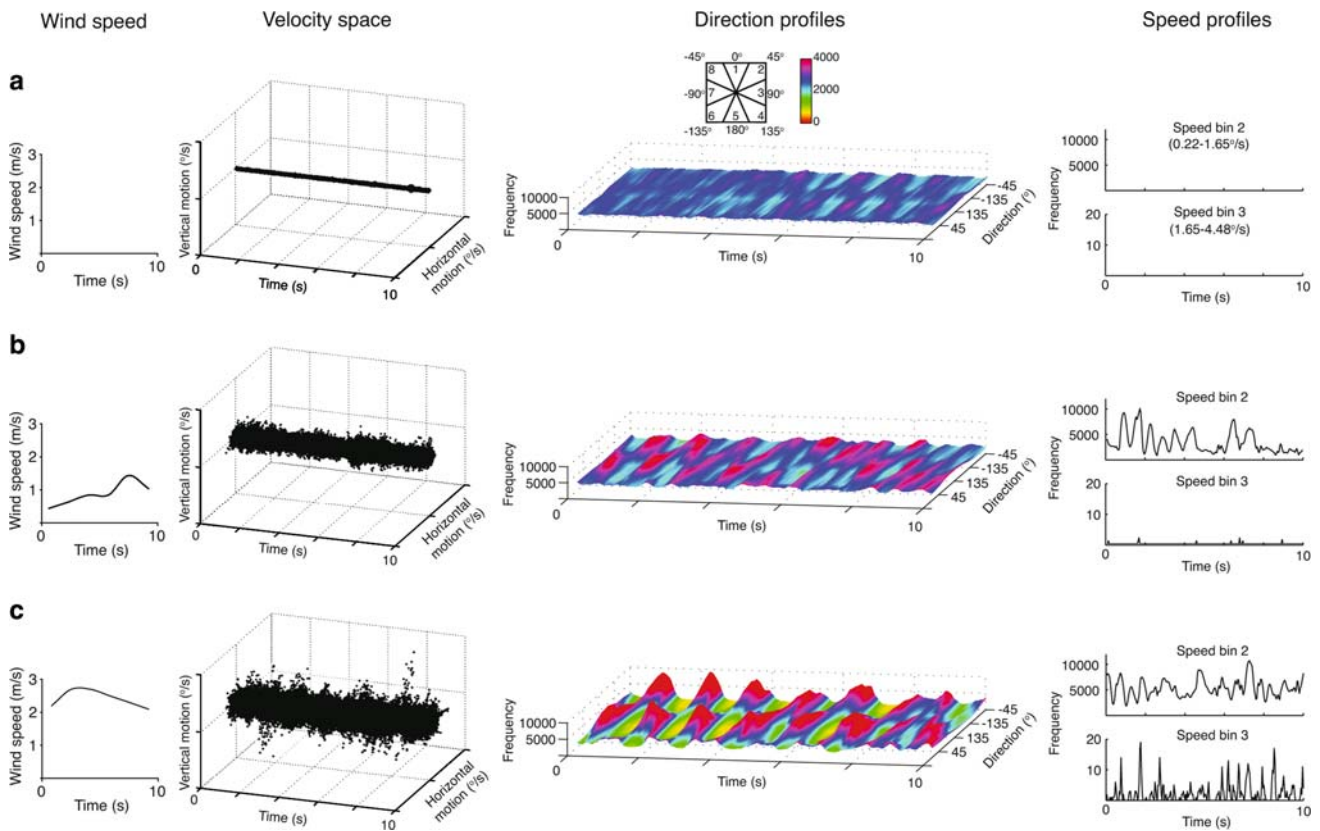 Wind speed
Velocity space
Direction profiles
Speed profiles
a
Wind speed (m/s)
3
2
1
0
10
Time (s)
Vertical motion (°/s)
0
Time (s)
10
Horizontal
motion (°/s)
-45°
0°
45°
8
1
2
-90°
7
3
90°
6
5
4
-135°
180°
135°
4000
2000
0
Frequency
10000
5000
0
Time (s)
10
-45
-135
45
Direction (°)
Frequency
10000
5000
Speed bin 2
(0.22-1.65°/s)
20
10
Speed bin 3
(1.65-4.48°/s)
0
10
Time (s)
b
Wind speed (m/s)
3
2
1
0
10
Time (s)
Vertical motion (°/s)
0
Time (s)
10
Horizontal
motion (°/s)
Frequency
10000
5000
0
Time (s)
10
-45
-135
45
Direction (°)
Frequency
Speed bin 2
10000
5000
Speed bin 3
20
10
0
10
Time (s)
c
Wind speed (m/s)
3
2
1
0
10
Time (s)
Vertical motion (°/s)
0
Time (s)
10
Horizontal
motion (°/s)
Frequency
10000
5000
0
Time (s)
10
-45
-135
45
Direction (°)
Frequency
Speed bin 2
10000
5000
Speed bin 3
20
10
0
10
Time (s)